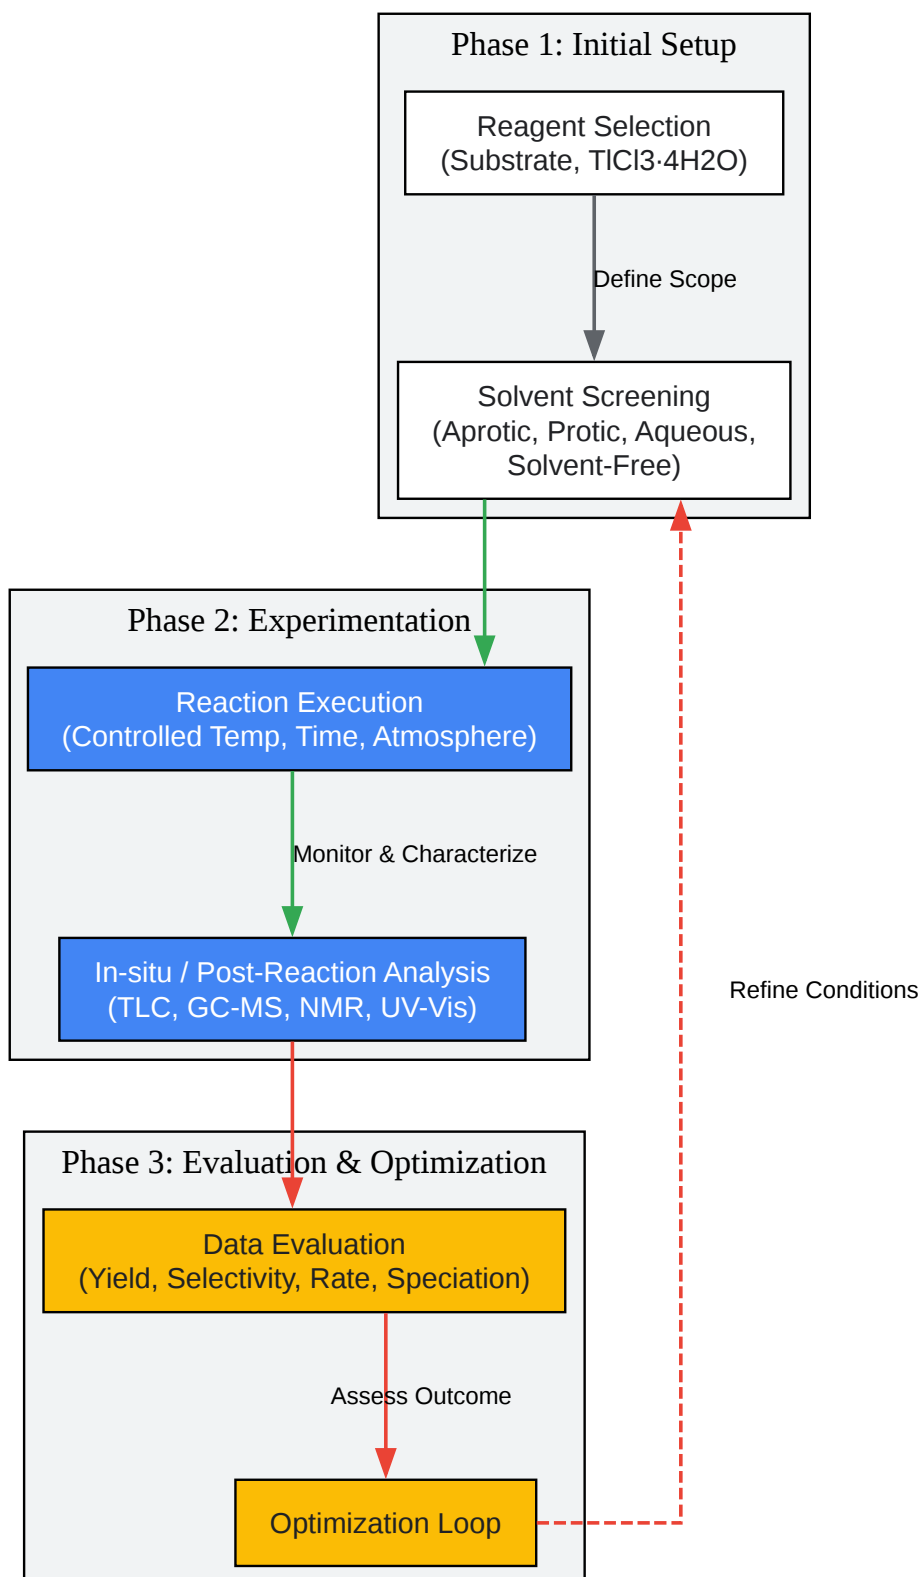 Phase 1: Initial Setup
Reagent Selection
(Substrate, TlCl3·4H2O)
Define Scope
Solvent Screening
(Aprotic, Protic, Aqueous,
Solvent-Free)
Phase 2: Experimentation
Reaction Execution
(Controlled Temp, Time, Atmosphere)
Monitor & Characterize
In-situ / Post-Reaction Analysis
(TLC, GC-MS, NMR, UV-Vis)
Refine Conditions
Phase 3: Evaluation & Optimization
Data Evaluation
(Yield, Selectivity, Rate, Speciation)
Assess Outcome
Optimization Loop